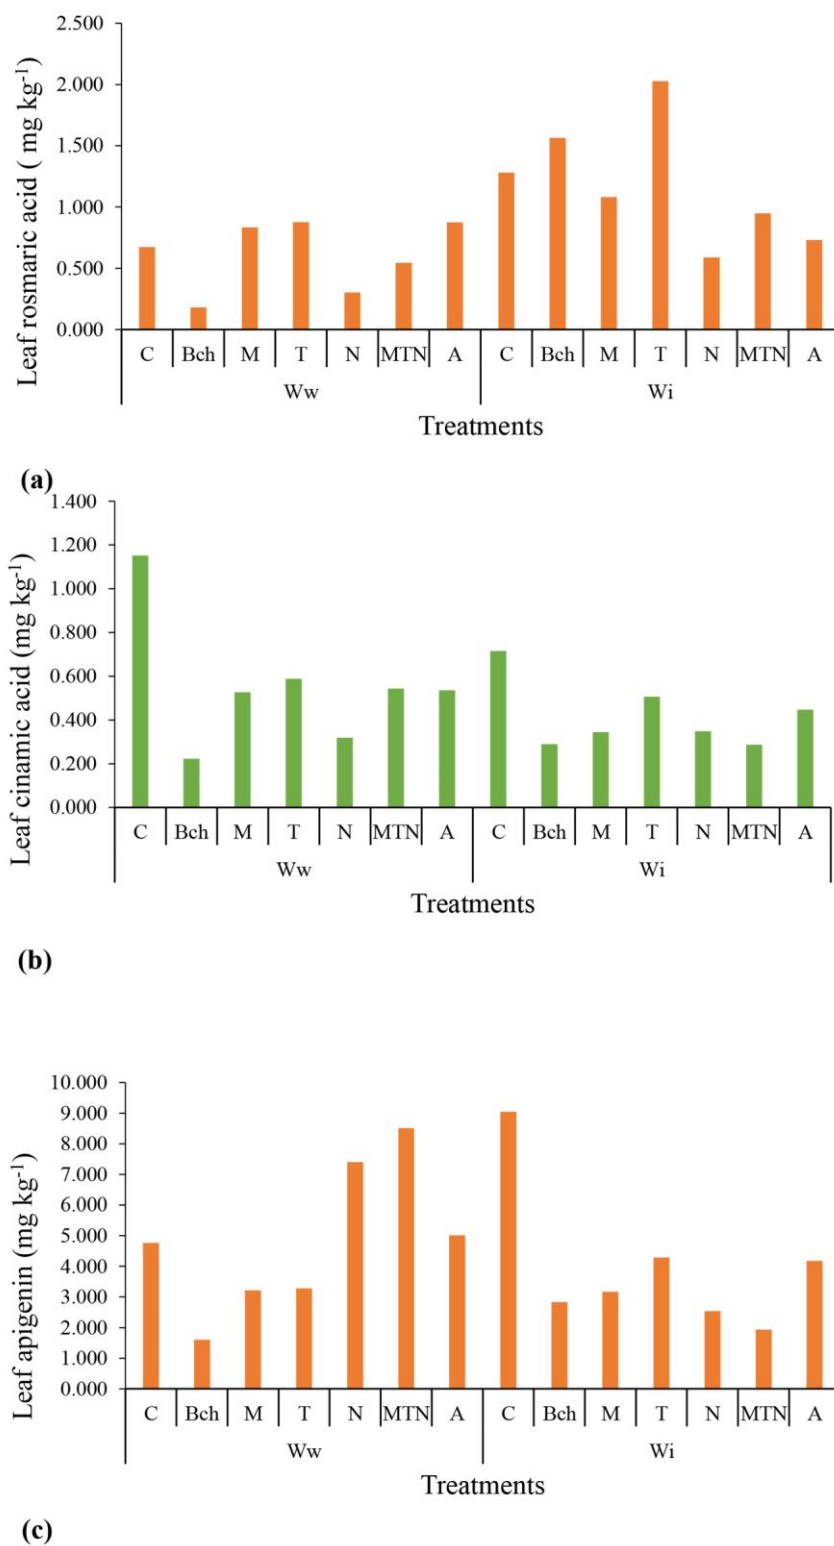 2.500
2.000
1.500
1.000
0.500
0.000
Leaf rosmaric acid ( mg kg-1)
C Bch M T N MTN A C Bch M T N MTN A
Ww Wi
Treatments
(a)
1.400
1.200
1.000
0.800
0.600
0.400
0.200
0.000
Leaf cinamic acid (mg kg-1)
C Bch M T N MTN A C Bch M T N MTN A
Ww Wi
Treatments
(b)
10.000
9.000
8.000
7.000
6.000
5.000
4.000
3.000
2.000
1.000
0.000
Leaf apigenin (mg kg-1)
C Bch M T N MTN A C Bch M T N MTN A
Ww Wi
Treatments
(c)